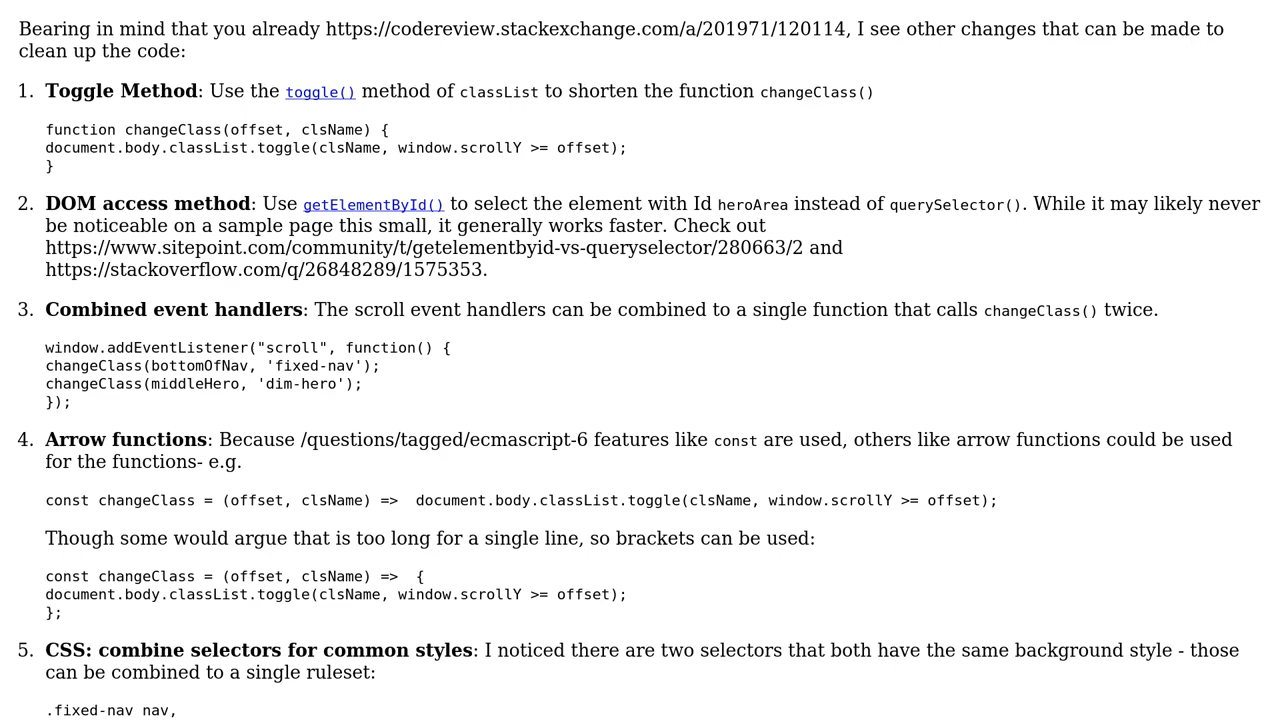 Bearing in mind that you already https://codereview.stackexchange.com/a/201971/120114, I see other changes that can be made to
clean up the code:
1. Toggle Method: Use the toggle() method of classList to shorten the function changeClass()
function changeClass(offset, clsName) {
document.body.classList.toggle(clsName, window.scrollY >= offset);
}
2. DOM access method: Use getElementById() to select the element with Id heroArea instead of querySelector(). While it may likely never
be noticeable on a sample page this small, it generally works faster. Check out
https://www.sitepoint.com/community/t/getelementbyid-vs-queryselector/280663/2 and
https://stackoverflow.com/q/26848289/1575353.
3. Combined event handlers: The scroll event handlers can be combined to a single function that calls changeClass() twice.
window.addEventListener("scroll", function() {
changeClass(bottomOfNav, 'fixed-nav');
changeClass(middleHero, 'dim-hero');
});
4. Arrow functions: Because /questions/tagged/ecmascript-6 features like const are used, others like arrow functions could be used
for the functions- e.g.
const changeClass = (offset, clsName) =>  document.body.classList.toggle(clsName, window.scrollY >= offset);
Though some would argue that is too long for a single line, so brackets can be used:
const changeClass = (offset, clsName) =>  {
document.body.classList.toggle(clsName, window.scrollY >= offset);
};
5. CSS: combine selectors for common styles: I noticed there are two selectors that both have the same background style - those
can be combined to a single ruleset:
.fixed-nav nav,